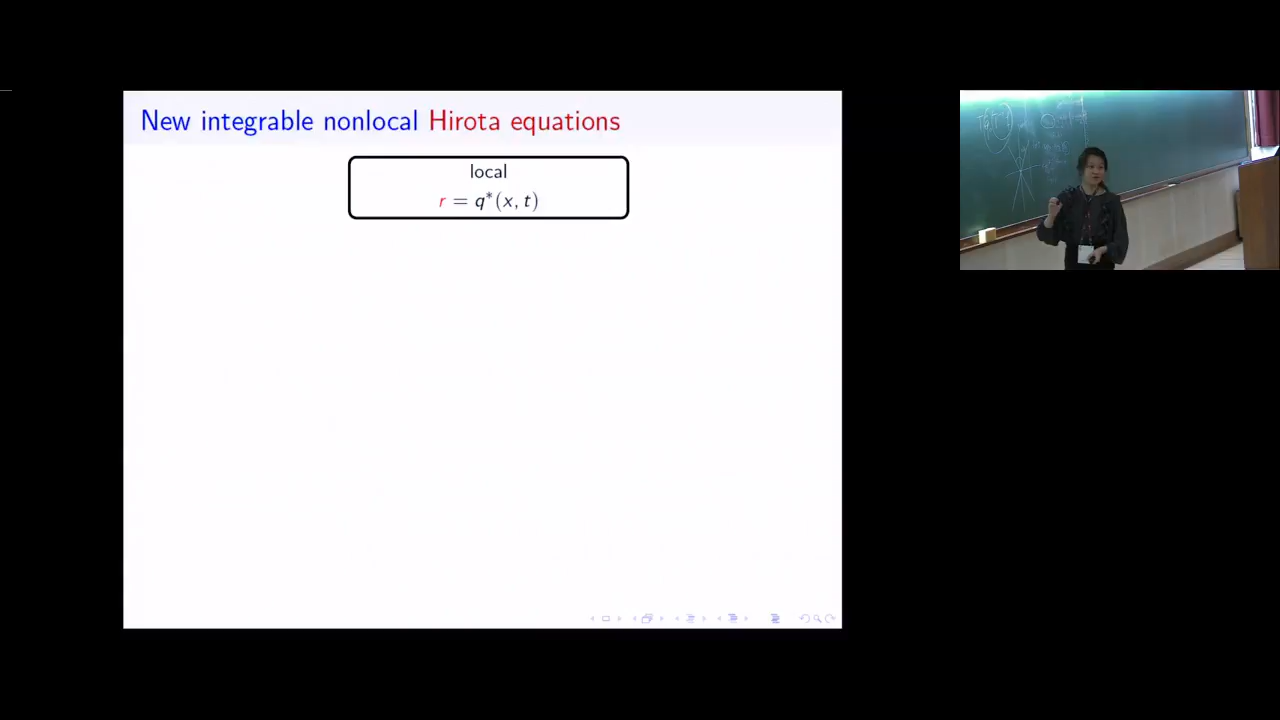 New integrable nonlocal Hirota equations
local
r = q*(x, t)